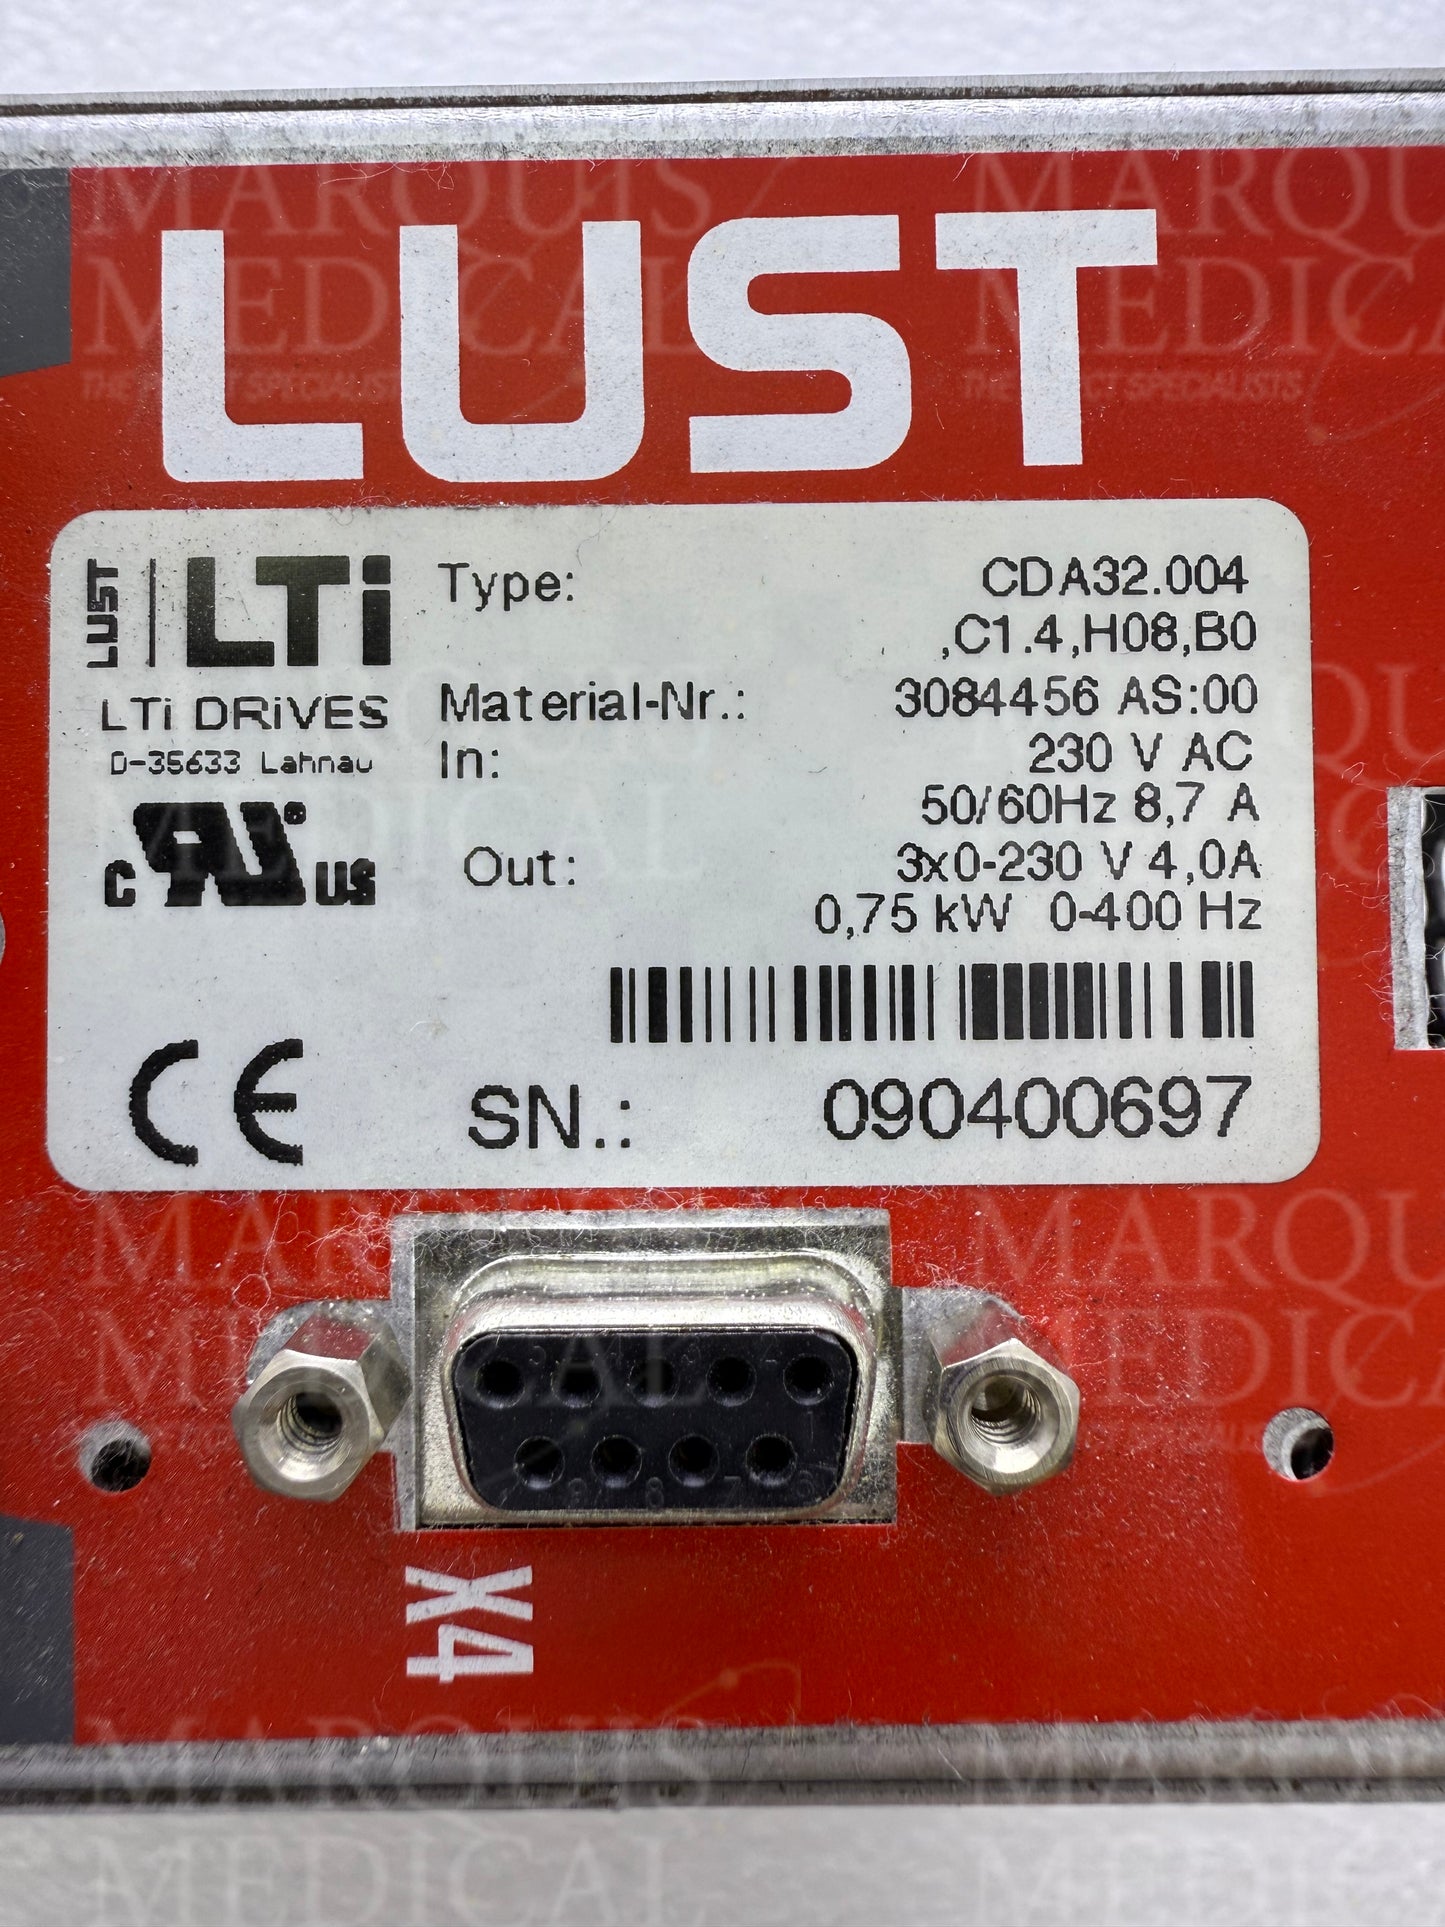 LUST
LUST LTi
LTi DRiVES
D-35633 Lahnau
Type: CDA32.004
,C1.4,H08,B0
Material-Nr.: 3084456 AS:00
In: 230 V AC
50/60Hz 8,7 A
Out: 3x0-230 V 4,0A
0,75 kW 0-400 Hz
C UR US
CE
SN.: 090400697
X4
MARQUIS
MEDICAL